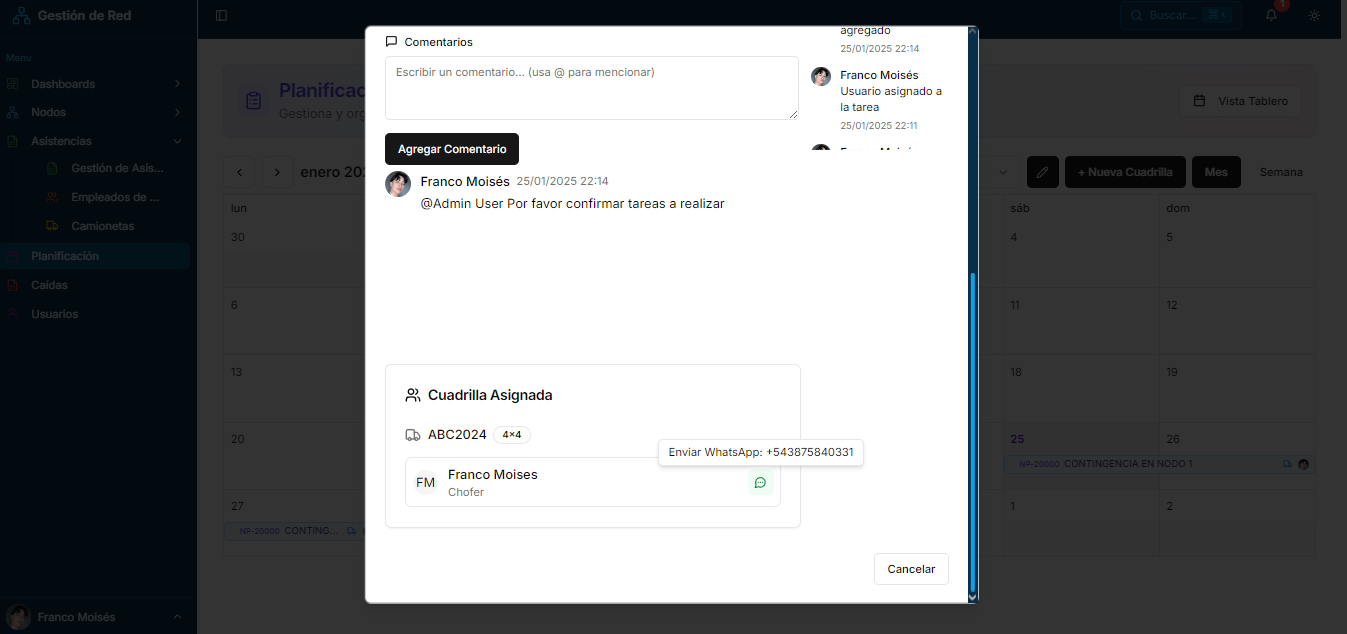 Gestión de Red
Buscar...
⌘+
1
Menu
Dashboards
Nodos
Asistencias
Gestión de Asis...
Empleados de ...
Camionetas
Planificación
Caídas
Usuarios
Franco Moisés
Planificac
Gestiona y org
Vista Tablero
enero 202
+ Nueva Cuadrilla
Mes
Semana
lun
sáb
dom
30
4
5
6
11
12
13
18
19
20
25
26
NP-20000 CONTINGENCIA EN NODO 1
27
1
2
NP-20000 CONTING...
Comentarios
Escribir un comentario... (usa @ para mencionar)
Agregar Comentario
Franco Moisés 25/01/2025 22:14
@Admin User Por favor confirmar tareas a realizar
agregado
25/01/2025 22:14
Franco Moisés
Usuario asignado a
la tarea
25/01/2025 22:11
Cuadrilla Asignada
ABC2024 4x4
Enviar WhatsApp: +543875840331
FM
Franco Moises
Chofer
Cancelar